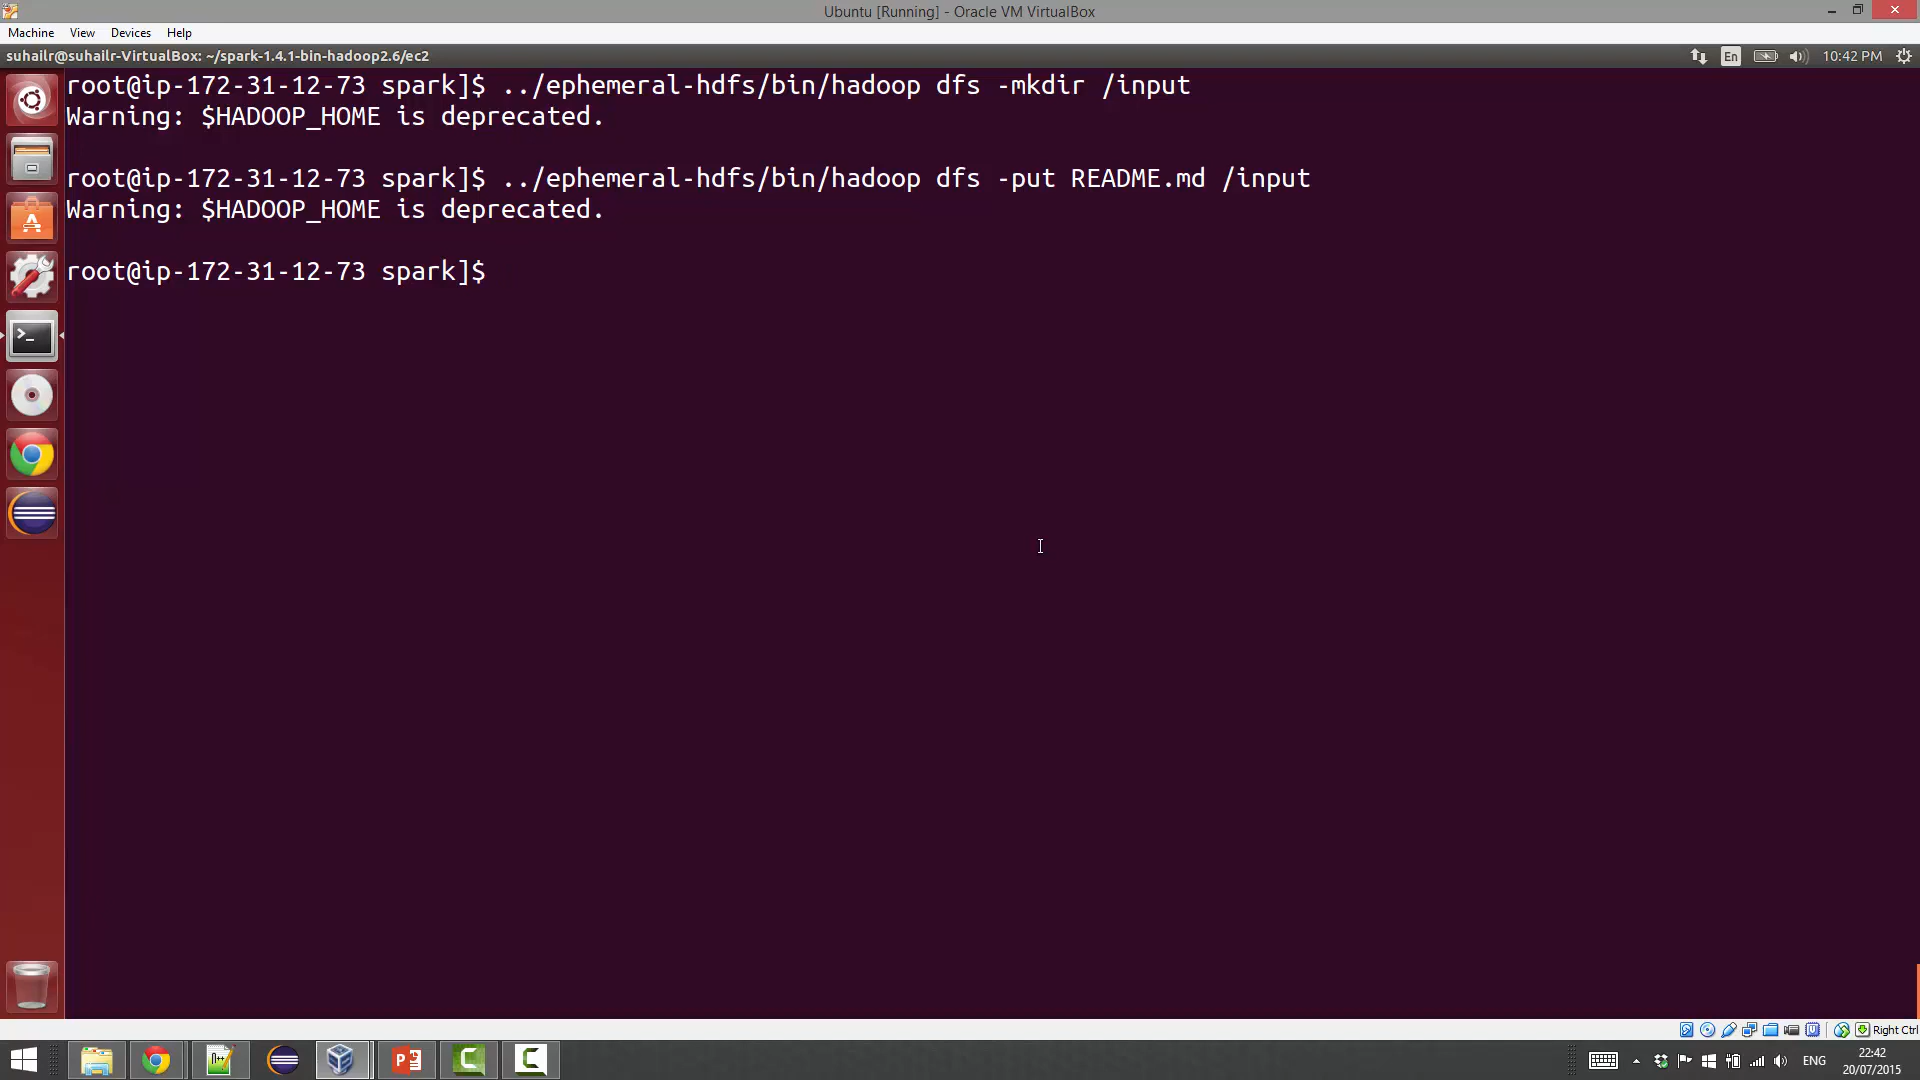 Ubuntu [Running] - Oracle VM VirtualBox
Machine View Devices Help
suhailr@suhailr-VirtualBox: ~/spark-1.4.1-bin-hadoop2.6/ec2
En
10:42 PM
root@ip-172-31-12-73 spark]$ ../ephemeral-hdfs/bin/hadoop dfs -mkdir /input
Warning: $HADOOP_HOME is deprecated.
root@ip-172-31-12-73 spark]$ ../ephemeral-hdfs/bin/hadoop dfs -put README.md /input
Warning: $HADOOP_HOME is deprecated.
root@ip-172-31-12-73 spark]$
Right Ctrl
ENG
22:42
20/07/2015